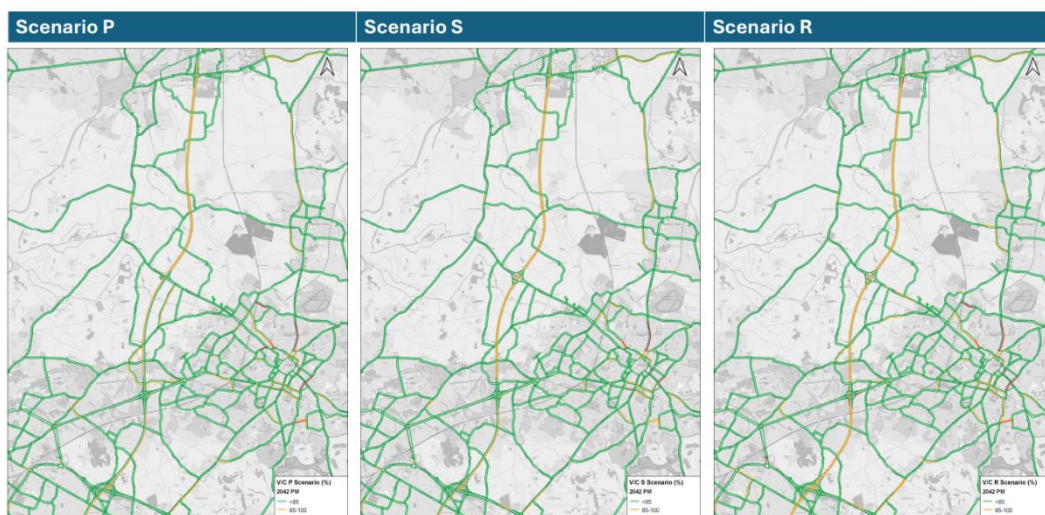 Scenario P
Scenario S
Scenario R
V/C P Scenario (%)
2042 PM
<85
85-100
V/C S Scenario (%)
2042 PM
<85
85-100
V/C R Scenario (%)
2042 PM
<85
85-100